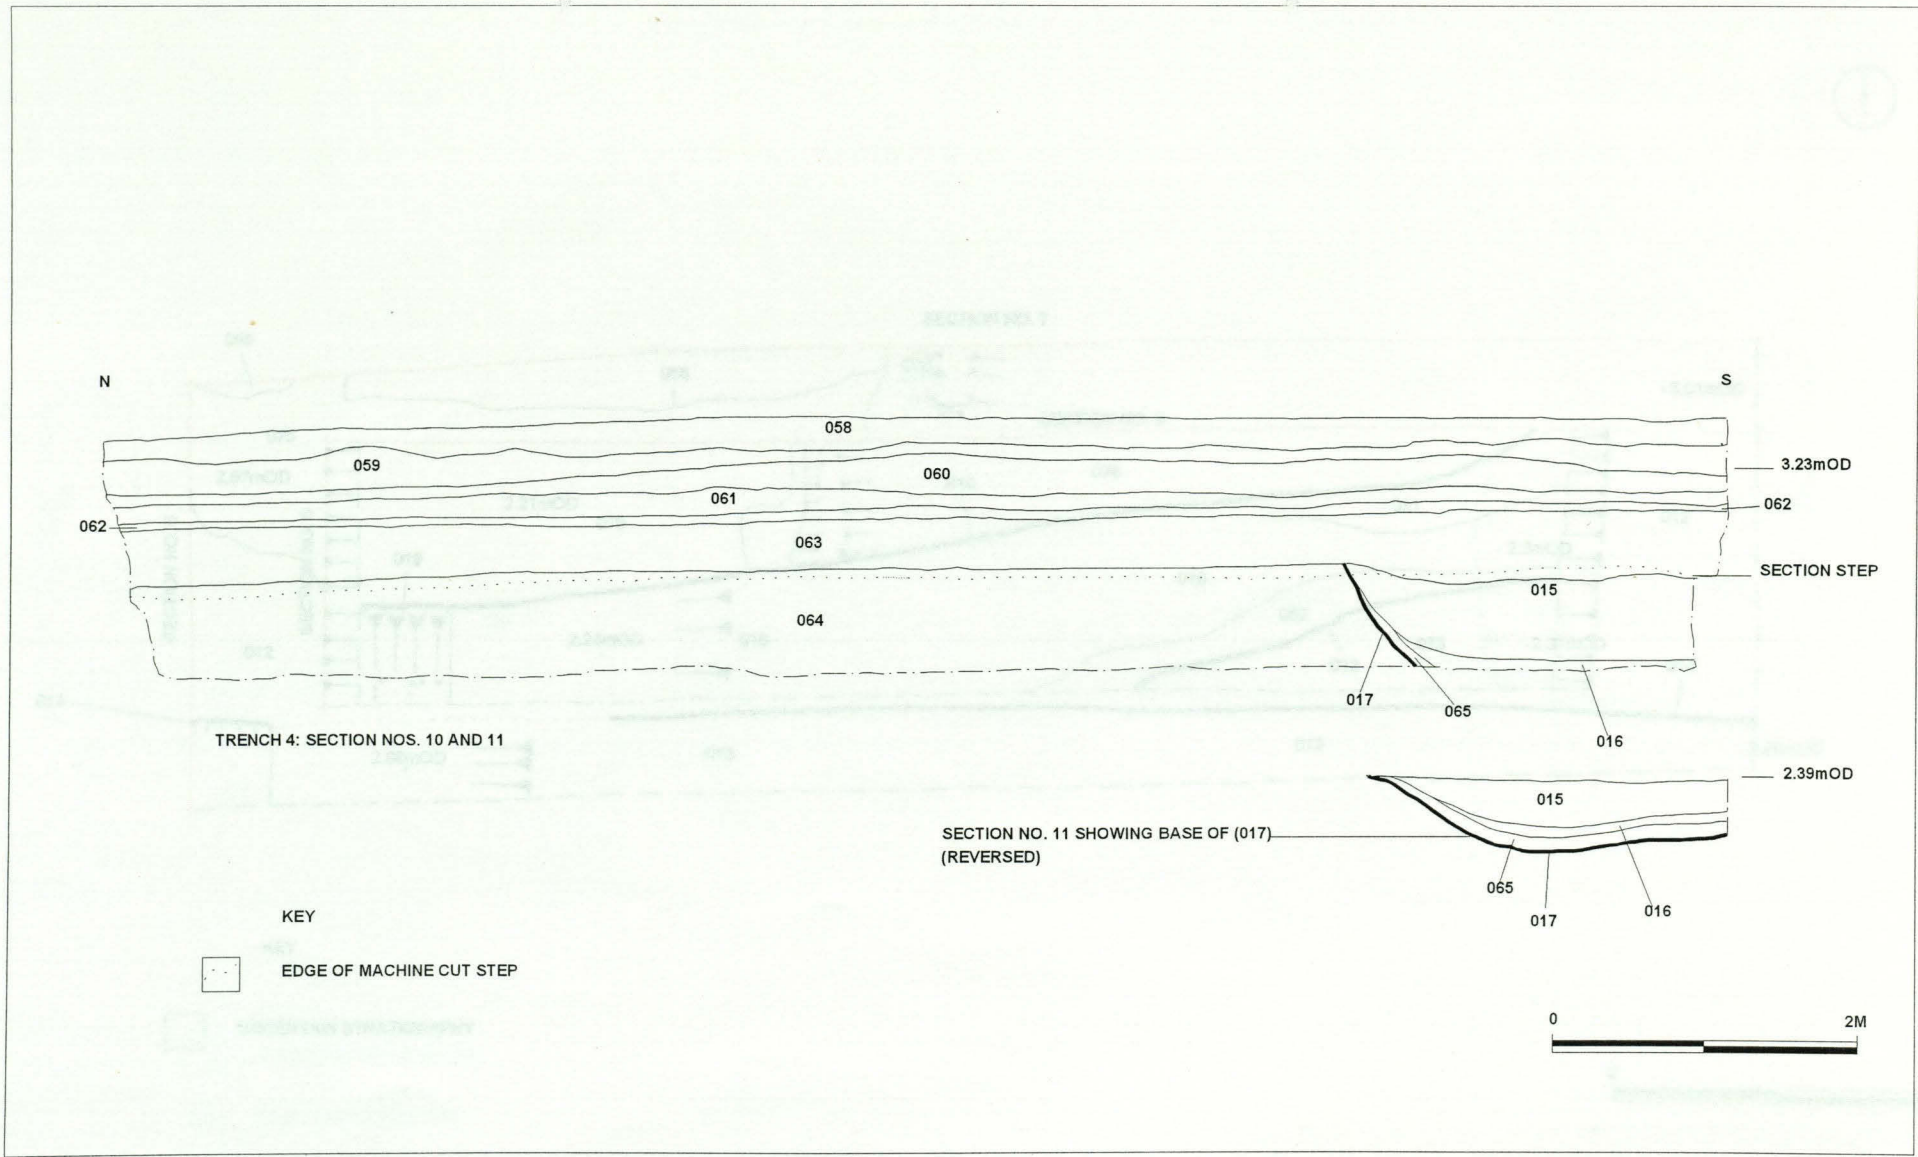 N
S
058
059
060
3.23mOD
061
062
062
063
SECTION STEP
015
064
017
065
016
TRENCH 4: SECTION NOS. 10 AND 11
2.39mOD
015
SECTION NO. 11 SHOWING BASE OF (017)
(REVERSED)
065
017
016
KEY
EDGE OF MACHINE CUT STEP
0 2M